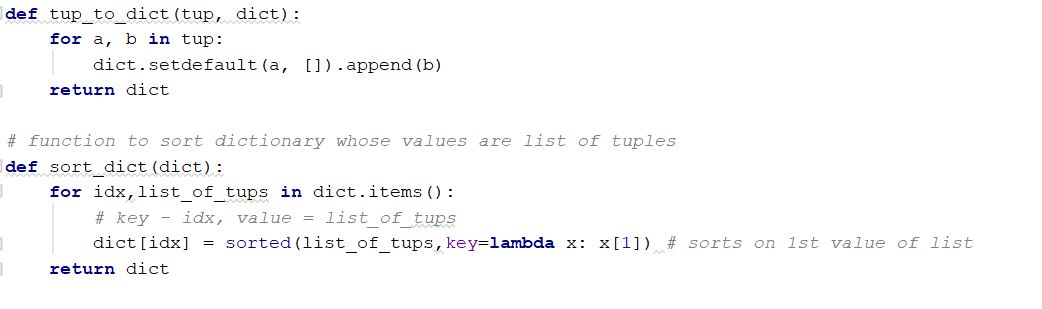 def tup_to_dict(tup, dict):
    for a, b in tup:
        dict.setdefault(a, []).append(b)
    return dict
# function to sort dictionary whose values are list of tuples
def sort_dict(dict):
    for idx,list_of_tups in dict.items():
        # key - idx, value = list_of_tups
        dict[idx] = sorted(list_of_tups,key=lambda x: x[1]) # sorts on 1st value of list
    return dict